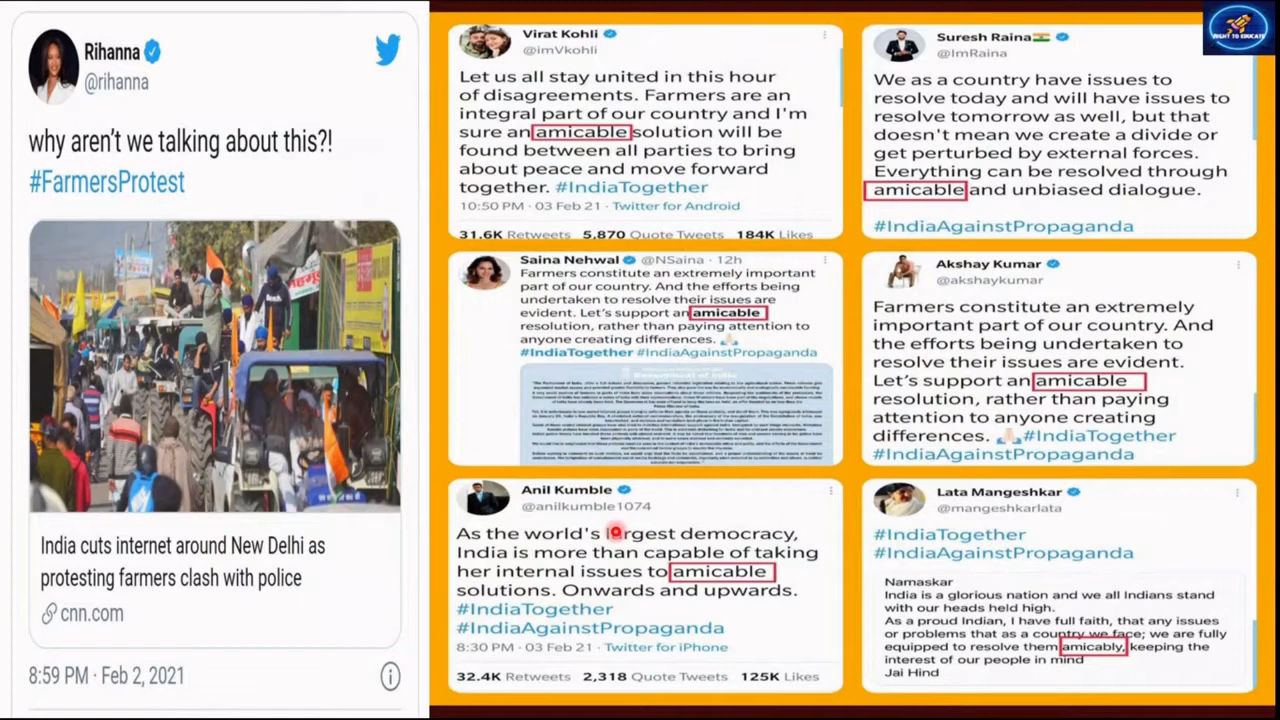 Rihanna
@rihanna
why aren't we talking about this?!
#FarmersProtest
India cuts internet around New Delhi as
protesting farmers clash with police
cnn.com
8:59 PM · Feb 2, 2021
Virat Kohli
@imVkohli
Let us all stay united in this hour
of disagreements. Farmers are an
integral part of our country and I'm
sure an amicable solution will be
found between all parties to bring
about peace and move forward
together. #IndiaTogether
10:50 PM · 03 Feb 21 · Twitter for Android
31.6K Retweets 5,870 Quote Tweets 184K Likes
Suresh Raina
@ImRaina
We as a country have issues to
resolve today and will have issues to
resolve tomorrow as well, but that
doesn't mean we create a divide or
get perturbed by external forces.
Everything can be resolved through
amicable and unbiased dialogue.
#IndiaAgainstPropaganda
Saina Nehwal @NSaina · 12h
Farmers constitute an extremely important
part of our country. And the efforts being
undertaken to resolve their issues are
evident. Let's support an amicable
resolution, rather than paying attention to
anyone creating differences.
#IndiaTogether #IndiaAgainstPropaganda
Akshay Kumar
@akshaykumar
Farmers constitute an extremely
important part of our country. And
the efforts being undertaken to
resolve their issues are evident.
Let's support an amicable
resolution, rather than paying
attention to anyone creating
differences. #IndiaTogether
#IndiaAgainstPropaganda
Anil Kumble
@anilkumble1074
As the world's largest democracy,
India is more than capable of taking
her internal issues to amicable
solutions. Onwards and upwards.
#IndiaTogether
#IndiaAgainstPropaganda
8:30 PM · 03 Feb 21 · Twitter for iPhone
32.4K Retweets 2,318 Quote Tweets 125K Likes
Lata Mangeshkar
@mangeshkarlata
#IndiaTogether
#IndiaAgainstPropaganda
Namaskar
India is a glorious nation and we all Indians stand
with our heads held high.
As a proud Indian, I have full faith, that any issues
or problems that as a country we face; we are fully
equipped to resolve them amicably, keeping the
interest of our people in mind
Jai Hind
RIGHT TO EDUCATE